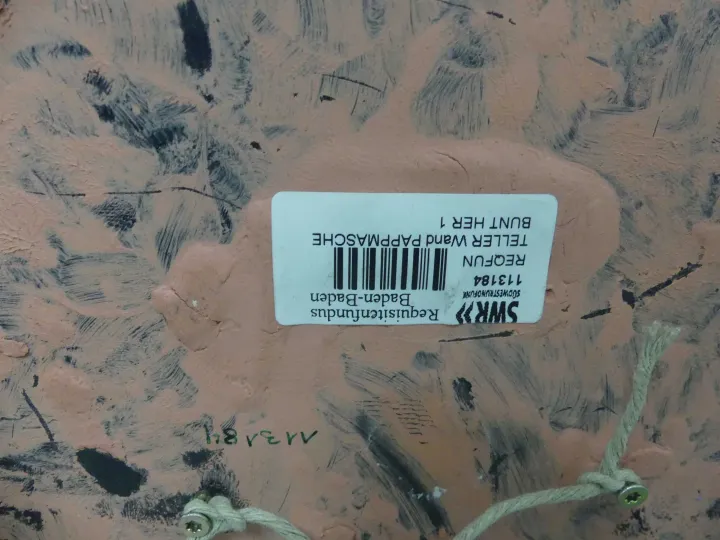 SWR»
SÜDWESTRUNDFUNK
Requisitenfundus
Baden-Baden
113184
REQFUN
TELLER Wand PAPPMASCHE
BUNT HER 1
113184